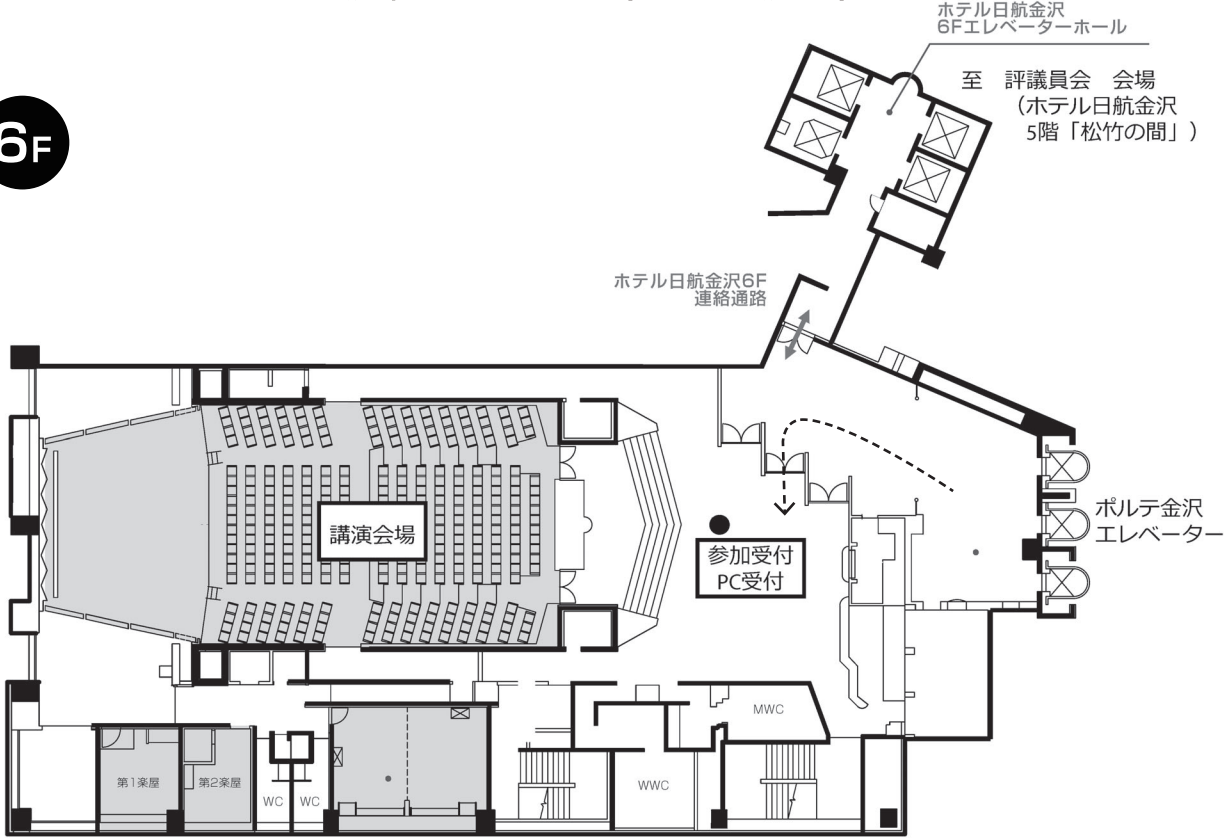 ホテル日航金沢
6Fエレベーターホール
至　評議員会　会場
（ホテル日航金沢
5階「松竹の間」）
6F
ホテル日航金沢6F
連絡通路
ポルテ金沢
エレベーター
講演会場
参加受付
PC受付
MWC
第1楽屋
第2楽屋
WC
WC
WWC